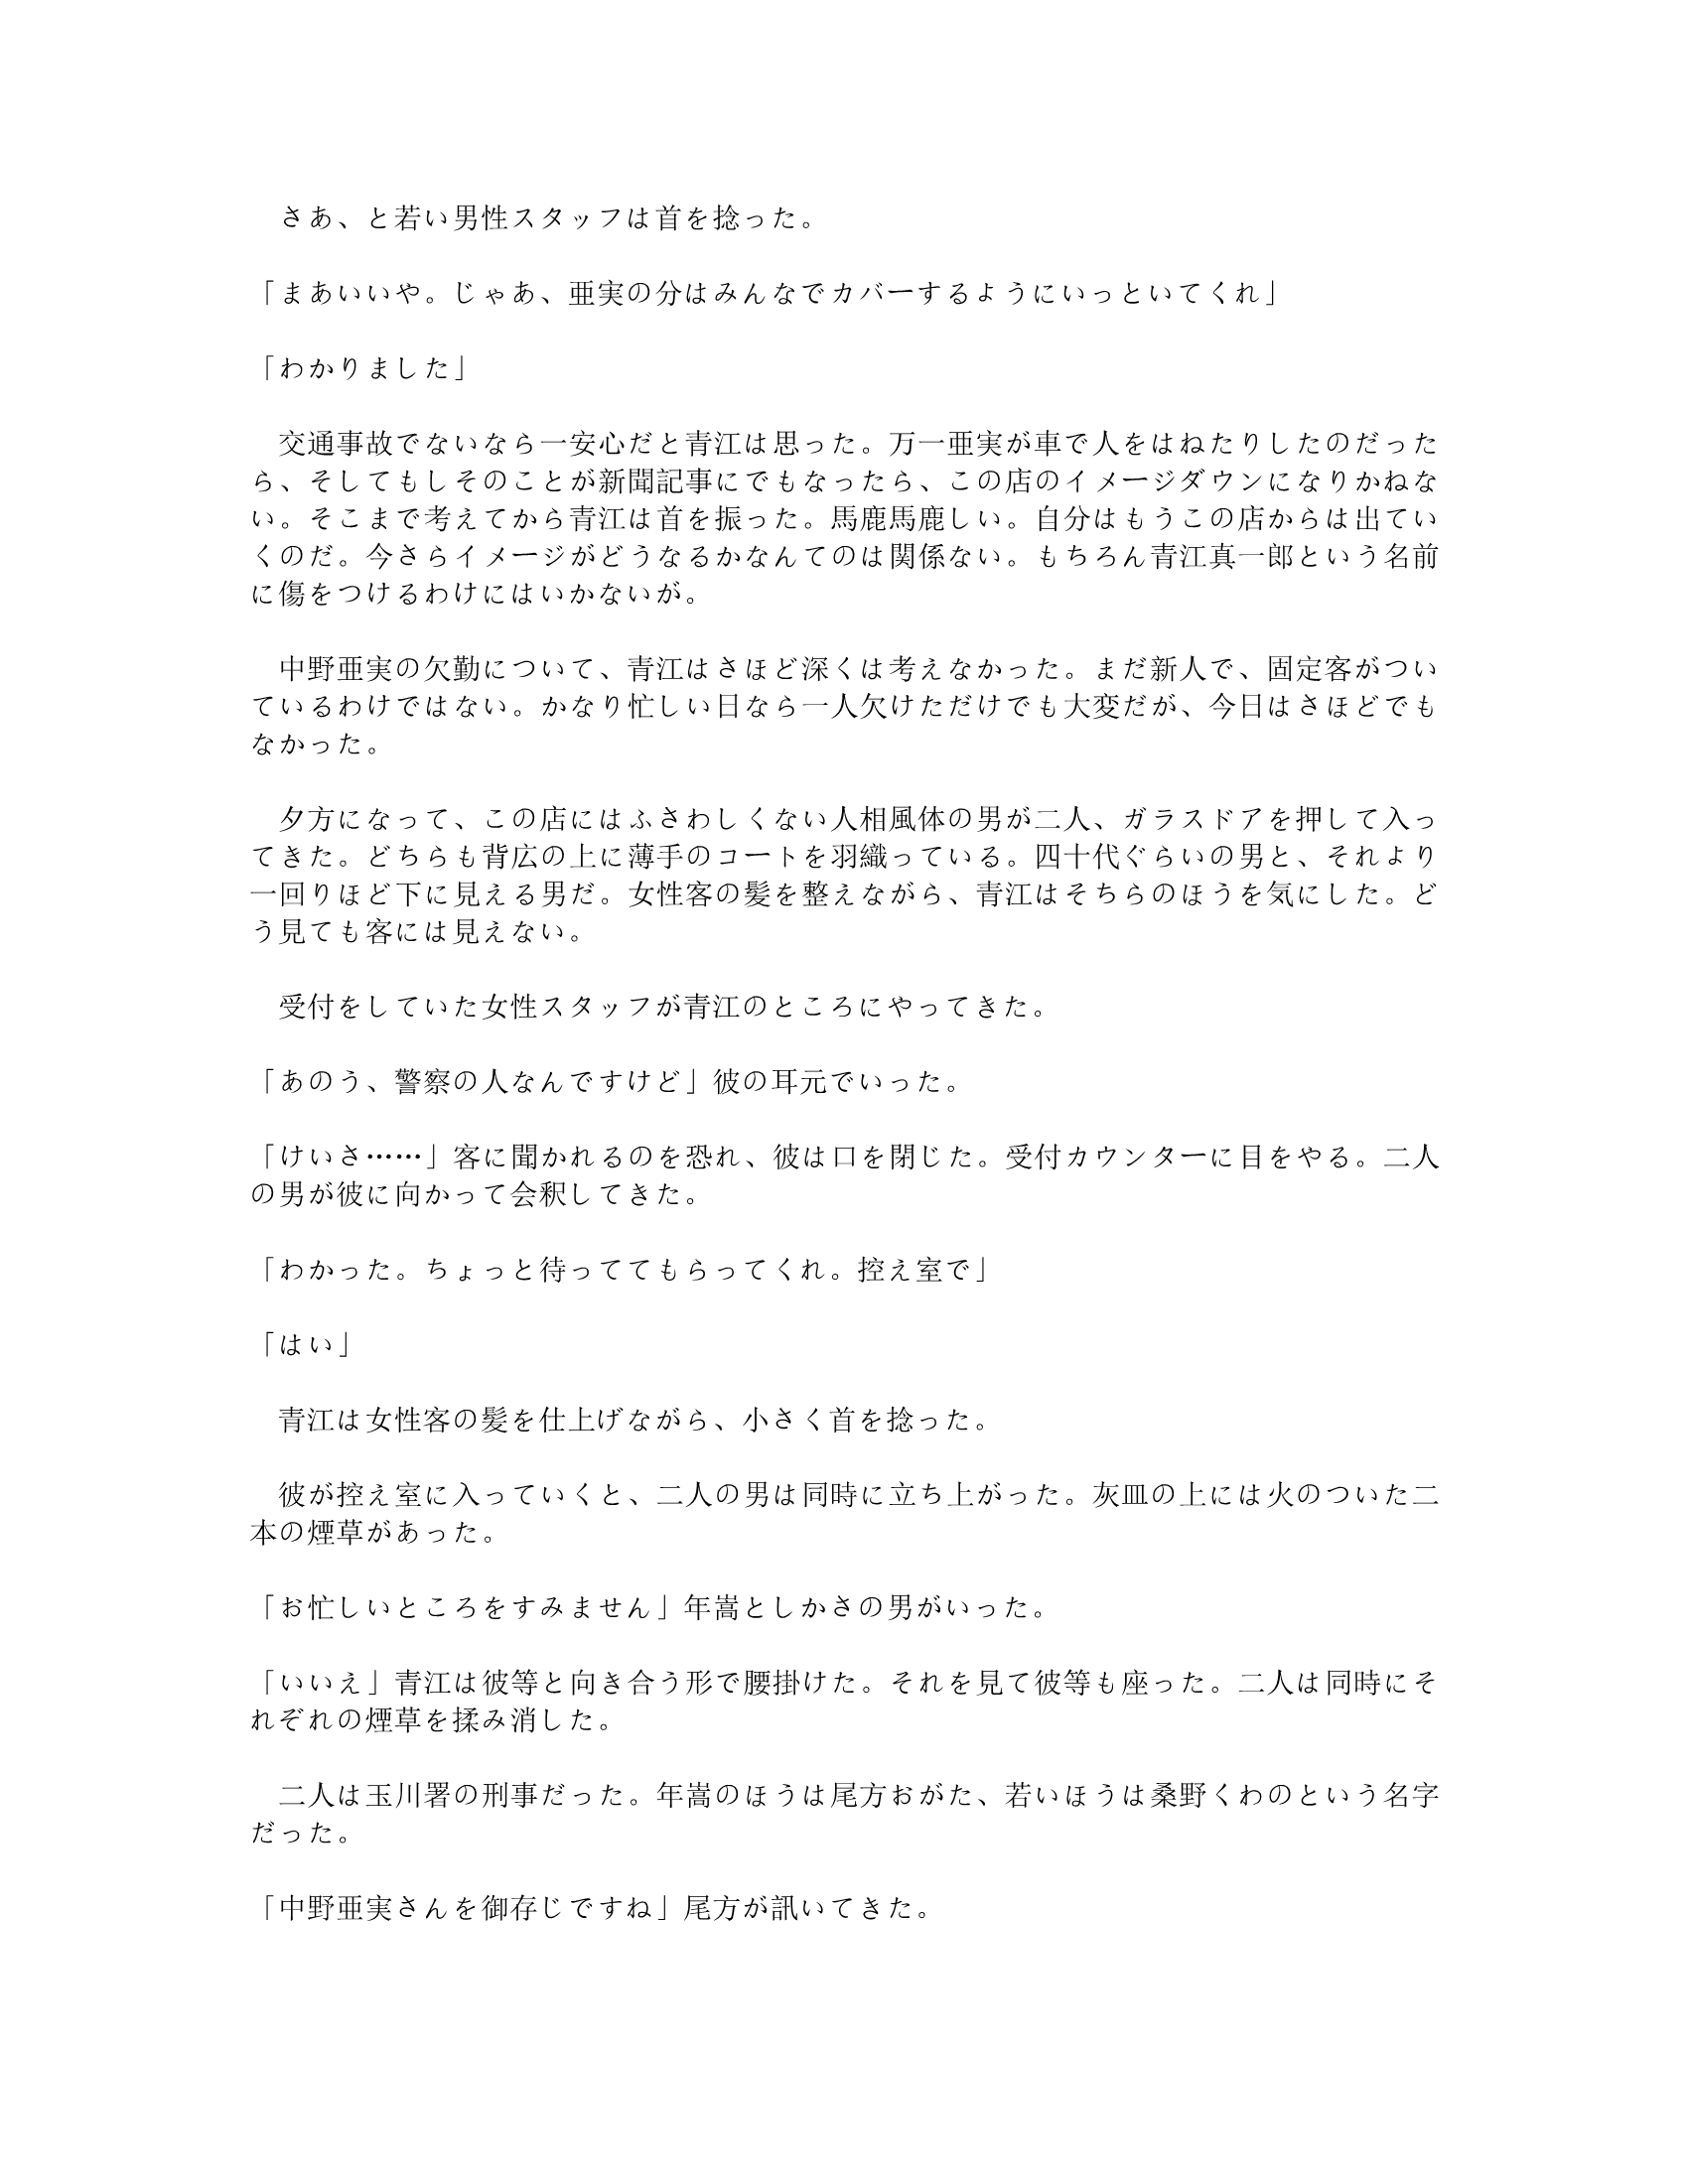 さあ、と若い男性スタッフは首を捻った。
「まあいいや。じゃあ、亜実の分はみんなでカバーするようにいっといてくれ」
「わかりました」
交通事故でないなら一安心だと青江は思った。万一亜実が車で人をはねたりしたのだった
ら、そしてもしそのことが新聞記事にでもなったら、この店のイメージダウンになりかねな
い。そこまで考えてから青江は首を振った。馬鹿馬鹿しい。自分はもうこの店からは出てい
くのだ。今さらイメージがどうなるかなんてのは関係ない。もちろん青江真一郎という名前
に傷をつけるわけにはいかないが。
中野亜実の欠勤について、青江はさほど深くは考えなかった。まだ新人で、固定客がつい
ているわけではない。かなり忙しい日なら一人欠けただけでも大変だが、今日はさほどでも
なかった。
夕方になって、この店にはふさわしくない人相風体の男が二人、ガラスドアを押して入っ
てきた。どちらも背広の上に薄手のコートを羽織っている。四十代ぐらいの男と、それより
一回りほど下に見える男だ。女性客の髪を整えながら、青江はそちらのほうを気にした。ど
う見ても客には見えない。
受付をしていた女性スタッフが青江のところにやってきた。
「あのう、警察の人なんですけど」彼の耳元でいった。
「けいさ……」客に聞かれるのを恐れ、彼は口を閉じた。受付カウンターに目をやる。二人
の男が彼に向かって会釈してきた。
「わかった。ちょっと待っててもらってくれ。控え室で」
「はい」
青江は女性客の髪を仕上げながら、小さく首を捻った。
彼が控え室に入っていくと、二人の男は同時に立ち上がった。灰皿の上には火のついた二
本の煙草があった。
「お忙しいところをすみません」年嵩としかさの男がいった。
「いいえ」青江は彼等と向き合う形で腰掛けた。それを見て彼等も座った。二人は同時にそ
れぞれの煙草を揉み消した。
二人は玉川署の刑事だった。年嵩のほうは尾方おがた、若いほうは桑野くわのという名字
だった。
「中野亜実さんを御存じですね」尾方が訊いてきた。